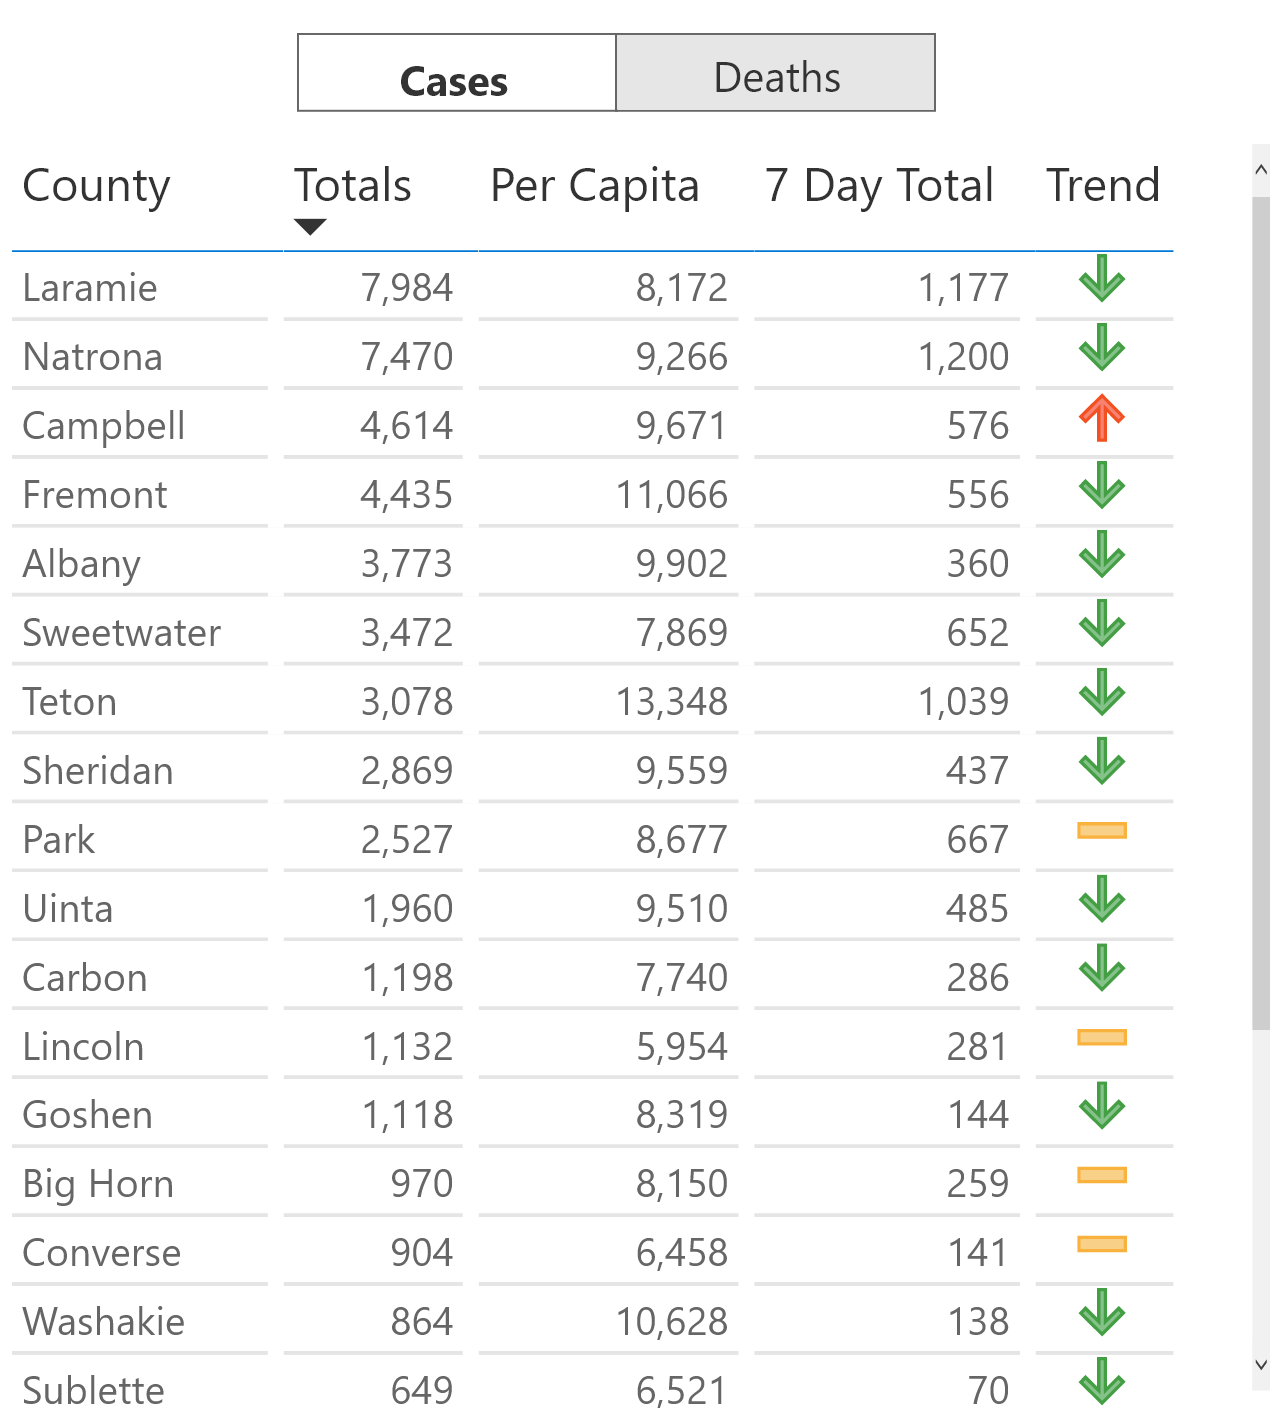 Cases Deaths
County Totals Per Capita 7 Day Total Trend
Laramie 7,984 8,172 1,177
Natrona 7,470 9,266 1,200
Campbell 4,614 9,671 576
Fremont 4,435 11,066 556
Albany 3,773 9,902 360
Sweetwater 3,472 7,869 652
Teton 3,078 13,348 1,039
Sheridan 2,869 9,559 437
Park 2,527 8,677 667
Uinta 1,960 9,510 485
Carbon 1,198 7,740 286
Lincoln 1,132 5,954 281
Goshen 1,118 8,319 144
Big Horn 970 8,150 259
Converse 904 6,458 141
Washakie 864 10,628 138
Sublette 649 6,521 70